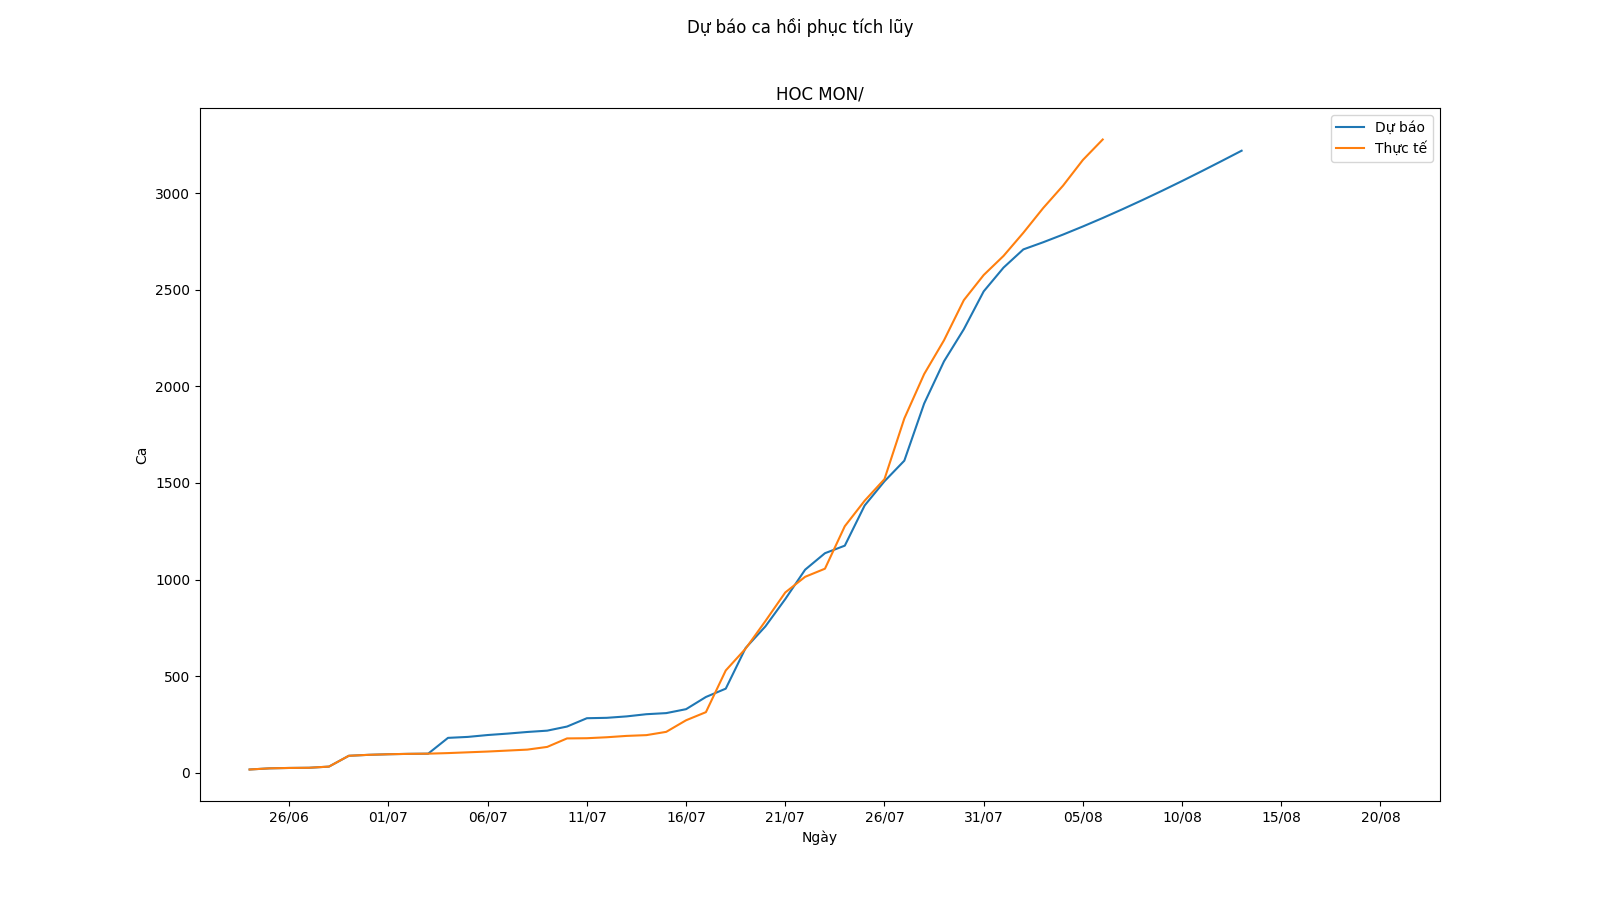 Dự báo ca hồi phục tích lũy
HOC MON/
Dự báo
Thực tế
3000
2500
2000
1500
1000
500
0
Ca
26/06 01/07 06/07 11/07 16/07 21/07 26/07 31/07 05/08 10/08 15/08 20/08
Ngày